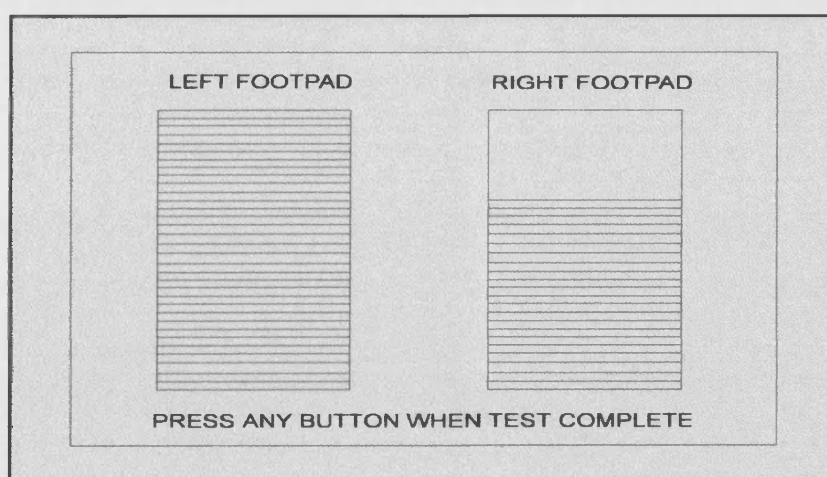 LEFT FOOTPAD RIGHT FOOTPAD
PRESS ANY BUTTON WHEN TEST COMPLETE